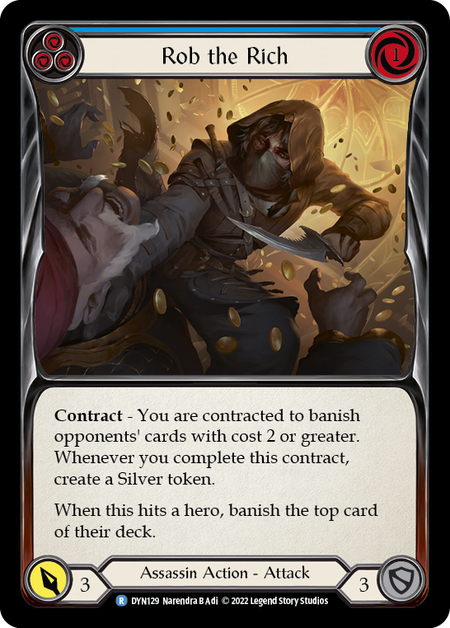 Rob the Rich
1
Contract - You are contracted to banish
opponents' cards with cost 2 or greater.
Whenever you complete this contract,
create a Silver token.
When this hits a hero, banish the top card
of their deck.
3
Assassin Action - Attack
3
R DYN129 Narendra B Adi © 2022 Legend Story Studios